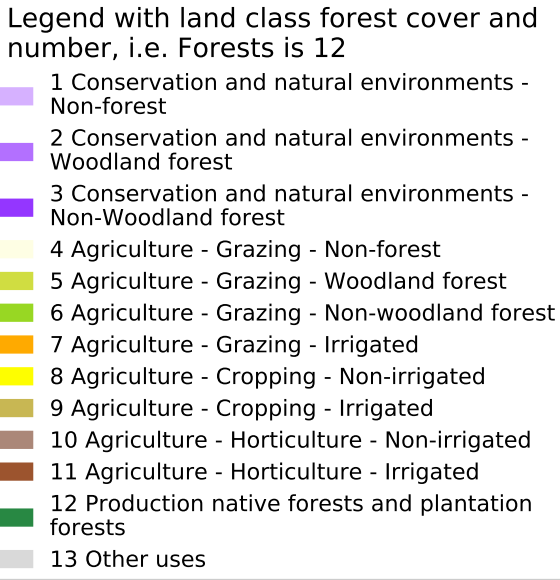 Legend with land class forest cover and
number, i.e. Forests is 12
1 Conservation and natural environments -
Non-forest
2 Conservation and natural environments -
Woodland forest
3 Conservation and natural environments -
Non-Woodland forest
4 Agriculture - Grazing - Non-forest
5 Agriculture - Grazing - Woodland forest
6 Agriculture - Grazing - Non-woodland forest
7 Agriculture - Grazing - Irrigated
8 Agriculture - Cropping - Non-irrigated
9 Agriculture - Cropping - Irrigated
10 Agriculture - Horticulture - Non-irrigated
11 Agriculture - Horticulture - Irrigated
12 Production native forests and plantation
forests
13 Other uses